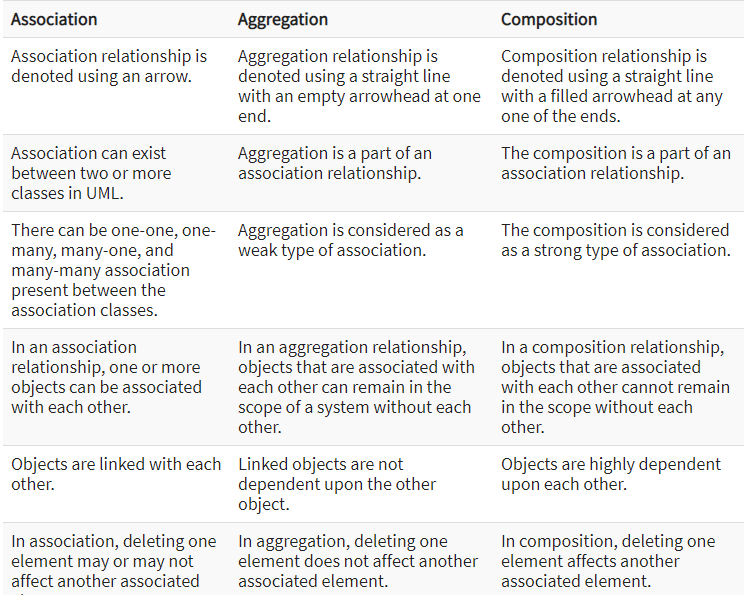 Association
Aggregation
Composition
Association relationship is
denoted using an arrow.
Aggregation relationship is
denoted using a straight line
with an empty arrowhead at one
end.
Composition relationship is
denoted using a straight line
with a filled arrowhead at any
one of the ends.
Association can exist
between two or more
classes in UML.
Aggregation is a part of an
association relationship.
The composition is a part of an
association relationship.
There can be one-one, one-
many, many-one, and
many-many association
present between the
association classes.
Aggregation is considered as a
weak type of association.
The composition is considered
as a strong type of association.
In an association
relationship, one or more
objects can be associated
with each other.
In an aggregation relationship,
objects that are associated with
each other can remain in the
scope of a system without each
other.
In a composition relationship,
objects that are associated
with each other cannot remain
in the scope without each
other.
Objects are linked with each
other.
Linked objects are not
dependent upon the other
object.
Objects are highly dependent
upon each other.
In association, deleting one
element may or may not
affect another associated
In aggregation, deleting one
element does not affect another
associated element.
In composition, deleting one
element affects another
associated element.